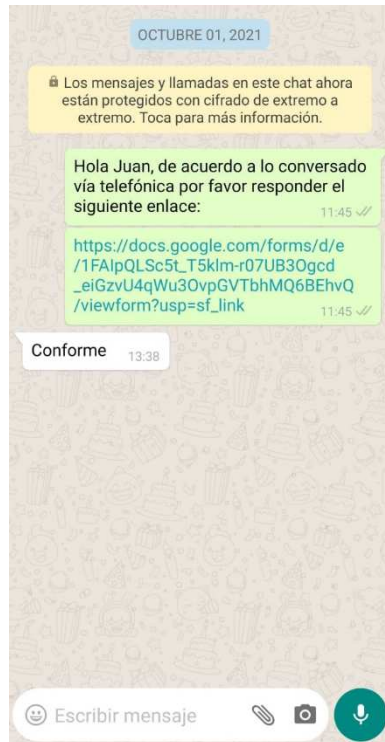 OCTUBRE 01, 2021
Los mensajes y llamadas en este chat ahora
están protegidos con cifrado de extremo a
extremo. Toca para más información.
Hola Juan, de acuerdo a lo conversado
vía telefónica por favor responder el
siguiente enlace:
11:45
https://docs.google.com/forms/d/e
/1FAIpQLSc5t_T5klm-r07UB3Ogcd
_eiGzvU4qWu3OvpGVTbhMQ6BEhvQ
/viewform?usp=sf_link
11:45
Conforme 13:38
Escribir mensaje